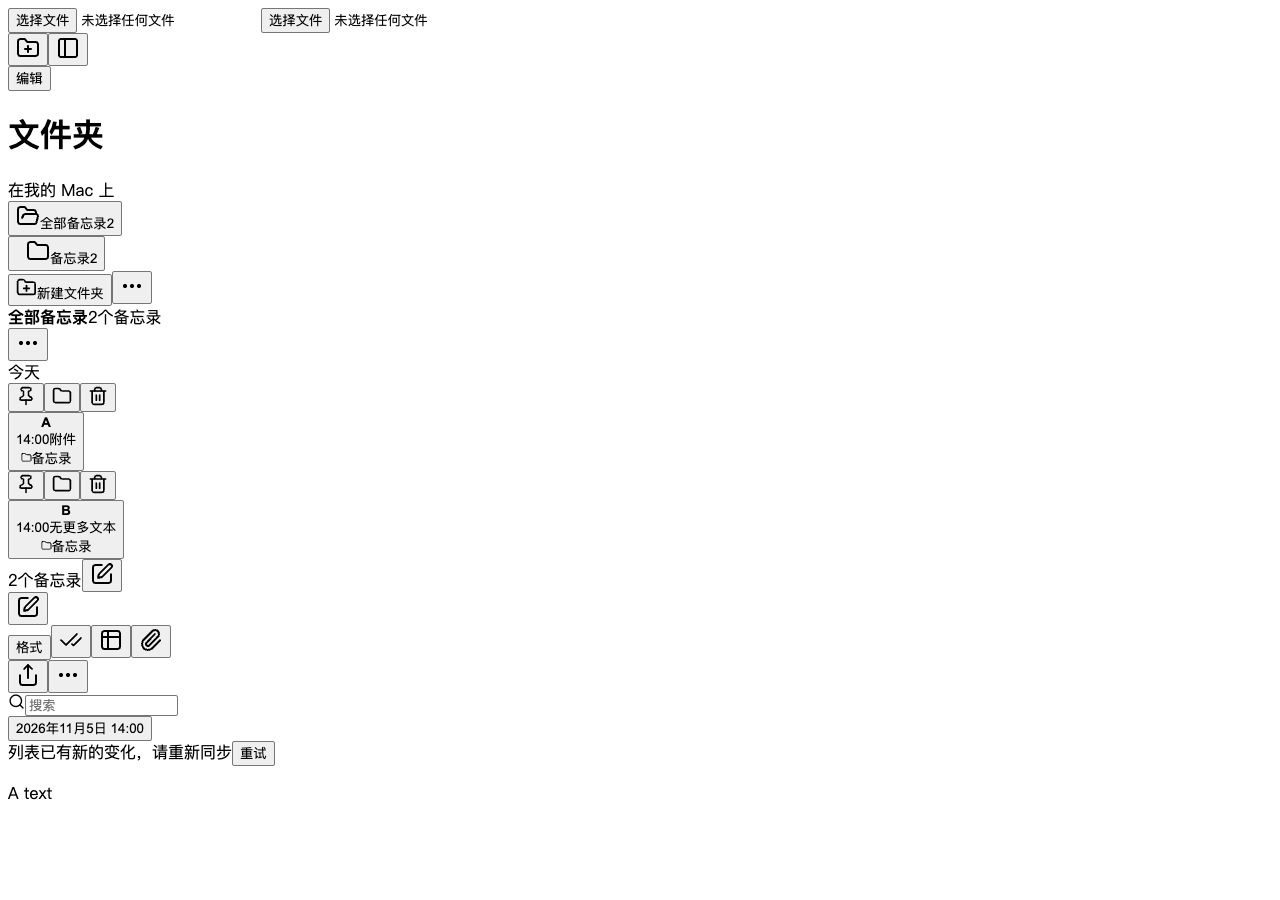 选择文件 未选择任何文件 选择文件 未选择任何文件
编辑
文件夹
在我的 Mac 上
全部备忘录2
备忘录2
新建文件夹
全部备忘录2个备忘录
今天
A
14:00附件
备忘录
B
14:00无更多文本
备忘录
2个备忘录
格式
搜索
2026年11月5日 14:00
列表已有新的变化，请重新同步 重试
A text